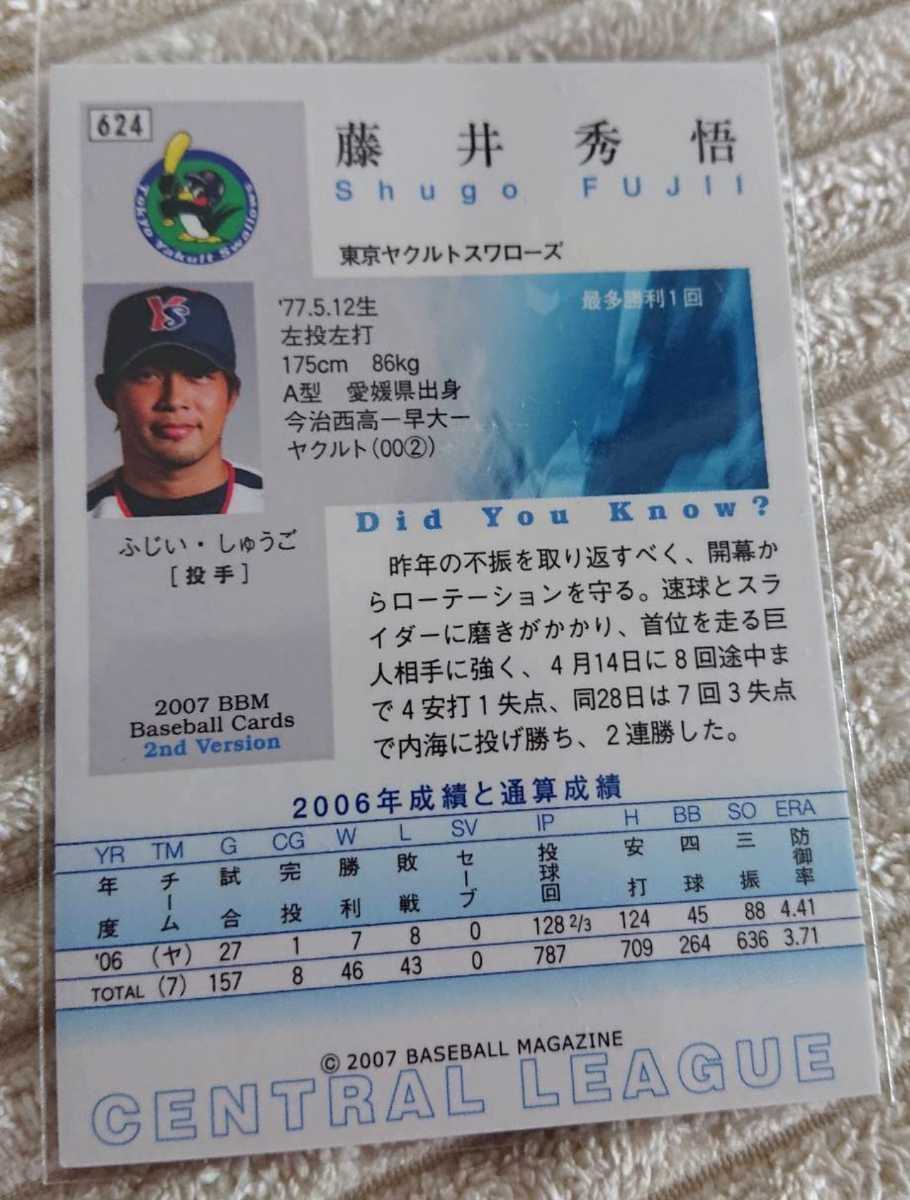 624
Tokyo Yakult Swallows
藤井秀悟
Shugo FUJII
東京ヤクルトスワローズ
YS
'77.5.12生
左投左打
175cm 86kg
A型 愛媛県出身
今治西高ー早大ー
ヤクルト(00②)
最多勝利1回
ふじい・しゅうご
[投手]
2007 BBM
Baseball Cards
2nd Version
Did You Know?
昨年の不振を取り返すべく、開幕か
らローテーションを守る。速球とスラ
イダーに磨きがかかり、首位を走る巨
人相手に強く、4月14日に8回途中ま
で4安打1失点、同28日は7回3失点
で内海に投げ勝ち、2連勝した。
2006年成績と通算成績
YR TM G CG W L SV IP H BB SO ERA
年度 チーム 試合 完投 勝利 敗戦 セーブ 投球回 安打 四球 三振 防御率
'06 (ヤ) 27 1 7 8 0 128 2/3 124 45 88 4.41
TOTAL (7) 157 8 46 43 0 787 709 264 636 3.71
© 2007 BASEBALL MAGAZINE
CENTRAL LEAGUE